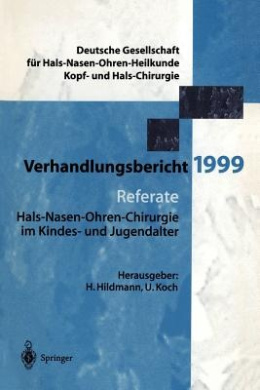 Deutsche Gesellschaft
für Hals-Nasen-Ohren-Heilkunde
Kopf- und Hals-Chirurgie
Verhandlungsbericht 1999
Referate
Hals-Nasen-Ohren-Chirurgie
im Kindes- und Jugendalter
Herausgeber:
H. Hildmann, U. Koch
Springer